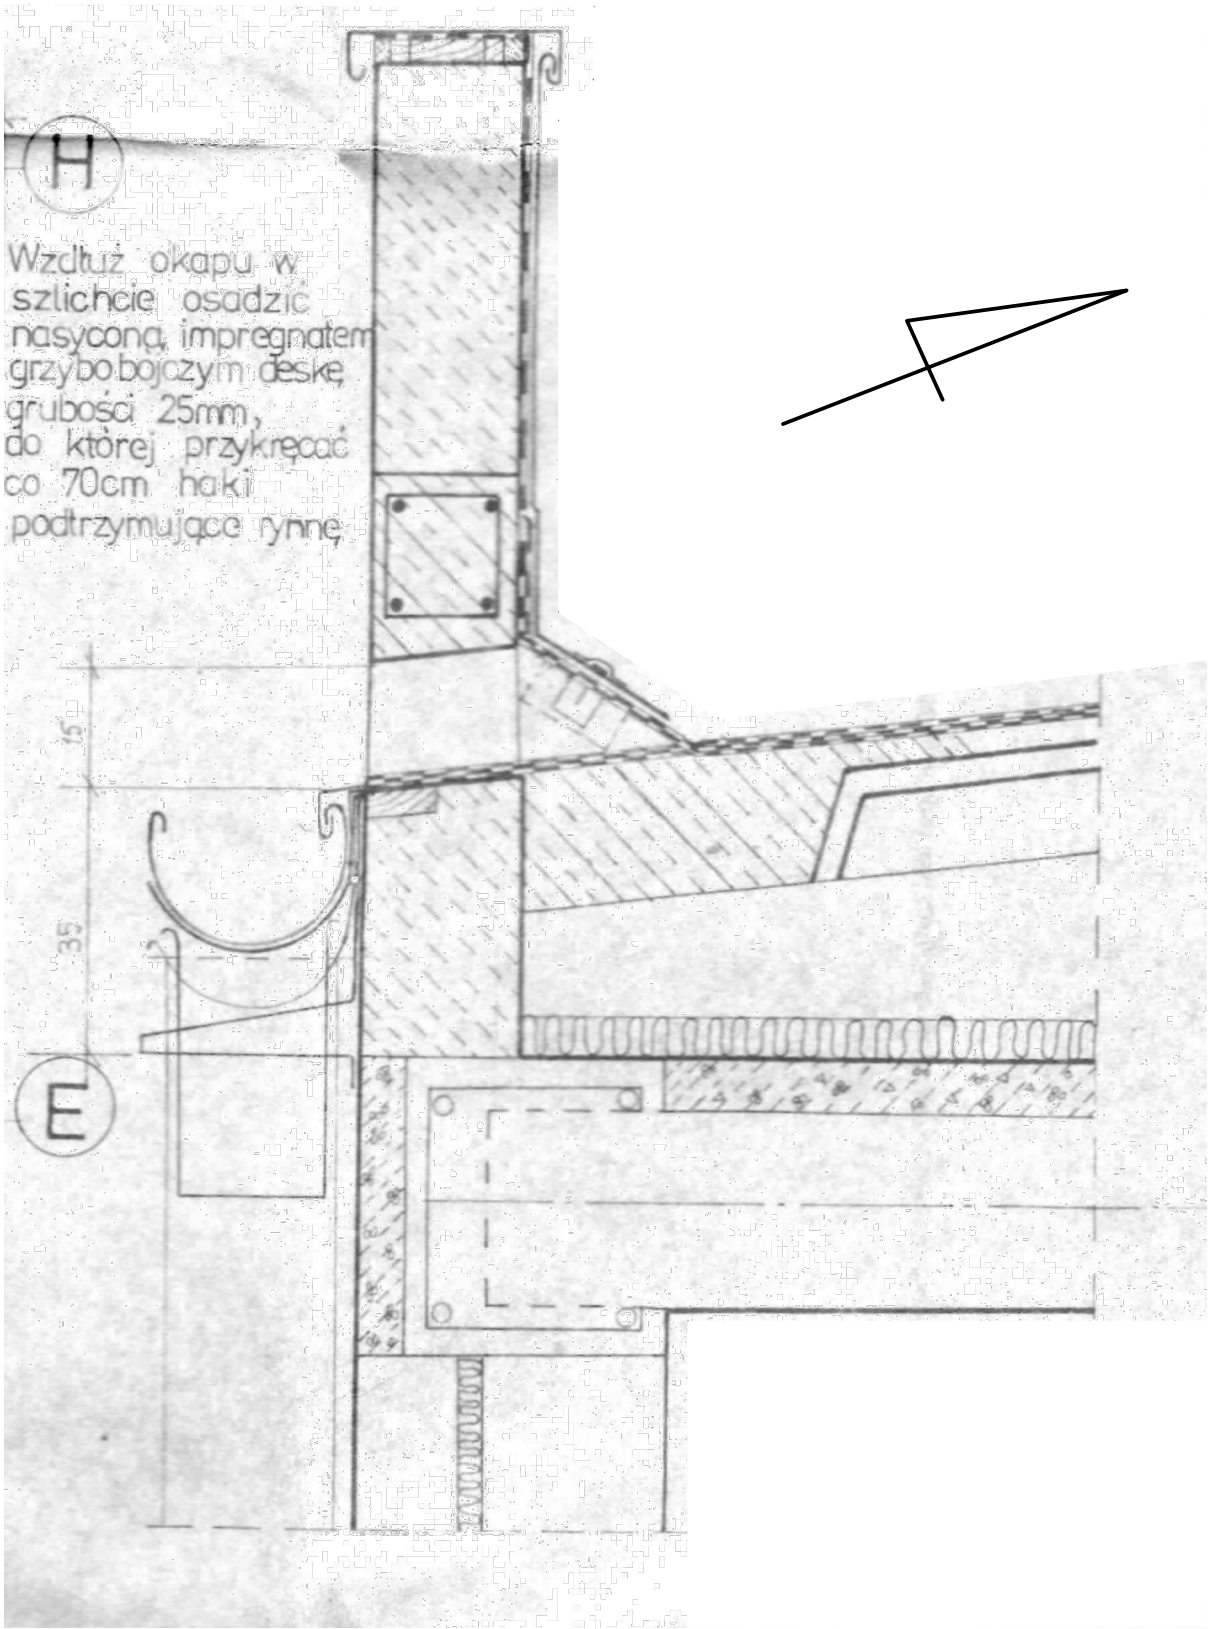 H
Wzdłuż okapu w
szlichcie osadzić
nasyconą impregnatem
grzybobójczym deskę
grubości 25mm,
do której przykręcać
co 70cm haki
podtrzymujące rynnę
15
35
E